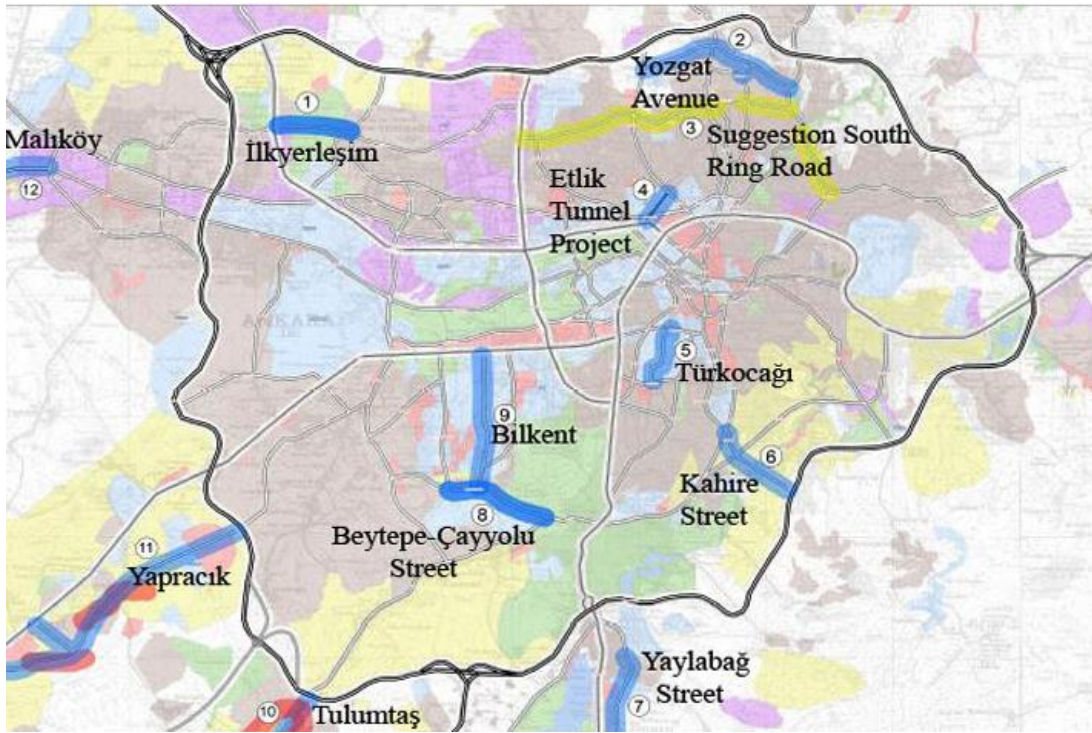 2
Yozgat
Avenue
1
3
Malıköy
İlkyerleşim
Suggestion South
Ring Road
12
Etlik
Tunnel
Project
4
ANKARA
5
Türkocağı
9
Bilkent
6
Kahire
Street
8
Beytepe-Çayyolu
Street
11
Yapracık
Yaylabağ
Street
7
10
Tulumtaş